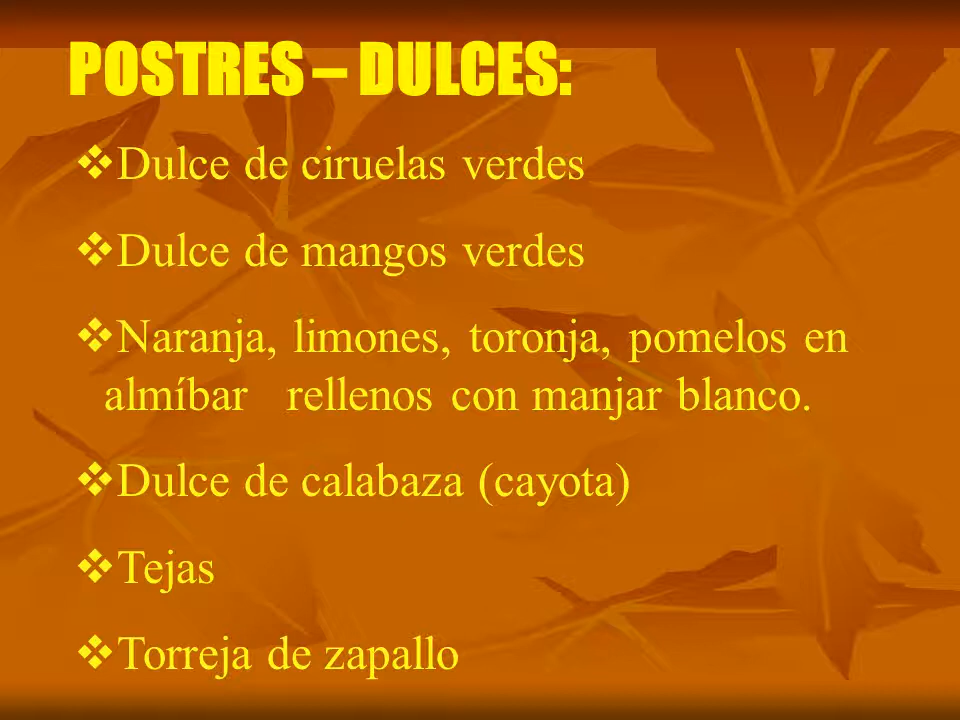 POSTRES – DULCES:
❖Dulce de ciruelas verdes
❖Dulce de mangos verdes
❖Naranja, limones, toronja, pomelos en
almíbar rellenos con manjar blanco.
❖Dulce de calabaza (cayota)
❖Tejas
❖Torreja de zapallo